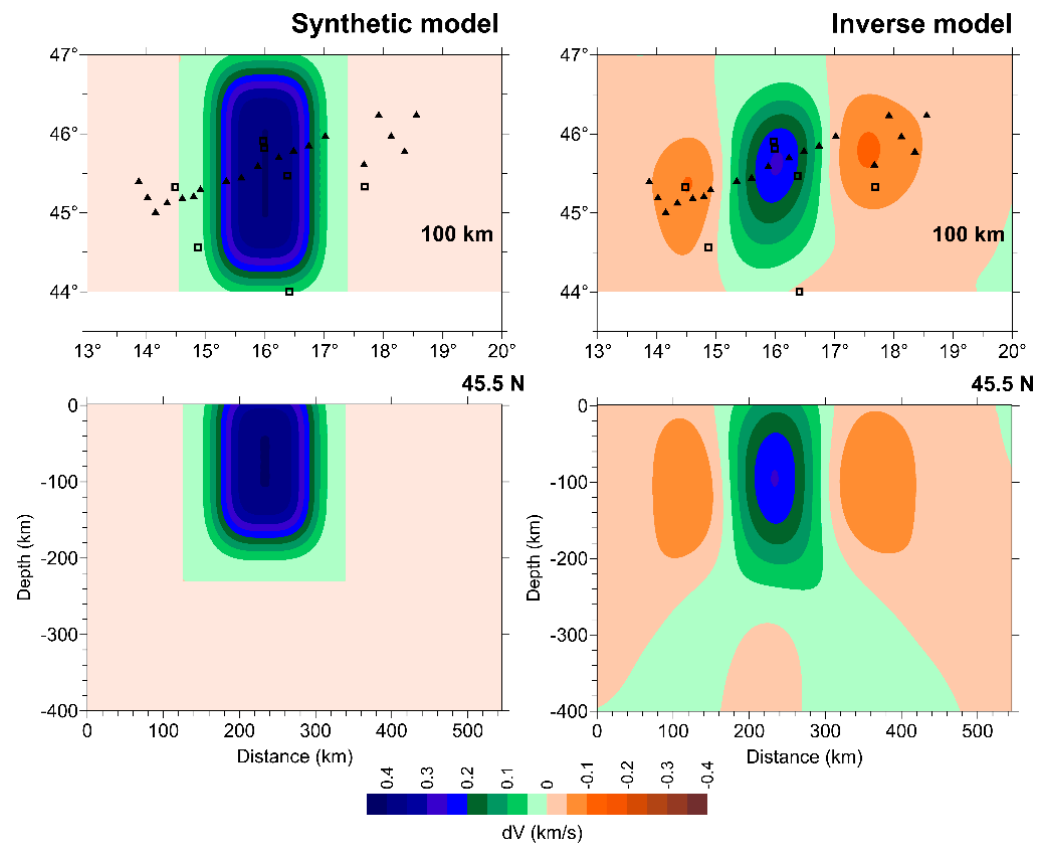 Synthetic model
Inverse model
47°
46°
45°
44°
100 km
13° 14° 15° 16° 17° 18° 19° 20°
47°
46°
45°
44°
100 km
13° 14° 15° 16° 17° 18° 19° 20°
45.5 N
45.5 N
Depth (km)
0
-100
-200
-300
-400
0 100 200 300 400 500
Distance (km)
Depth (km)
0
-100
-200
-300
-400
0 100 200 300 400 500
Distance (km)
0.4 0.3 0.2 0.1 0 -0.1 -0.2 -0.3 -0.4
dV (km/s)